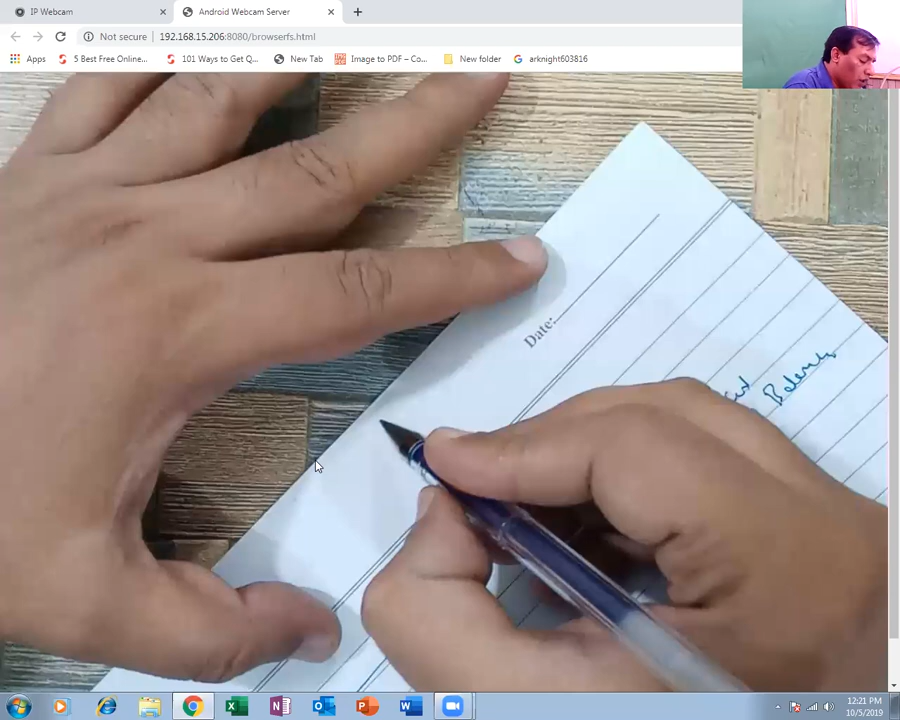 IP Webcam
Android Webcam Server
Not secure
192.168.15.206:8080/browserfs.html
Apps
5 Best Free Online...
101 Ways to Get Q...
New Tab
Image to PDF – Co...
New folder
arknight603816
Date:
12:21 PM
10/5/2019